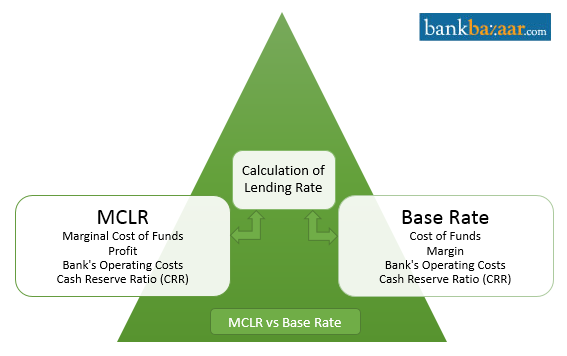 bankbazaar.com
Calculation of
Lending Rate
MCLR
Marginal Cost of Funds
Profit
Bank's Operating Costs
Cash Reserve Ratio (CRR)
Base Rate
Cost of Funds
Margin
Bank's Operating Costs
Cash Reserve Ratio (CRR)
MCLR vs Base Rate